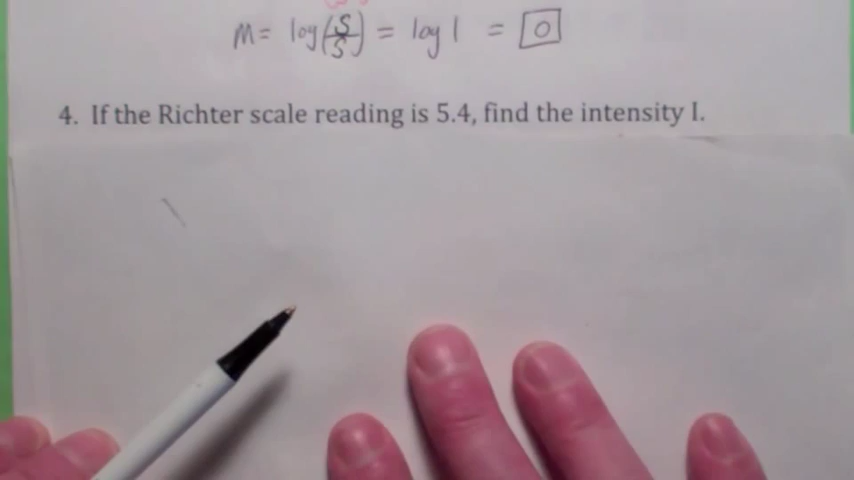 M = log(S/S) = log 1 = 0
4. If the Richter scale reading is 5.4, find the intensity I.